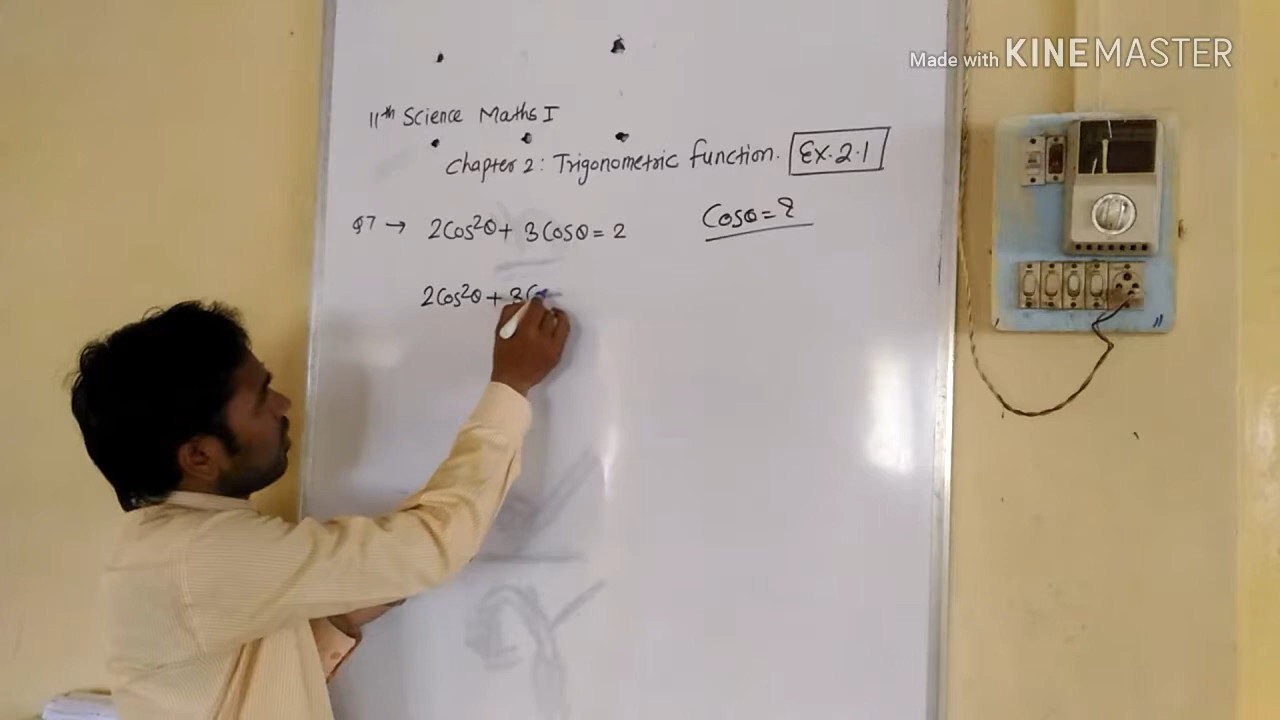 Made with KINEMASTER
11th Science Maths I
Chapter 2: Trigonometric function. Ex.2.1
Q7 → 2Cos²θ + 3Cosθ = 2 Cosθ = ?
2Cos²θ + 3Co